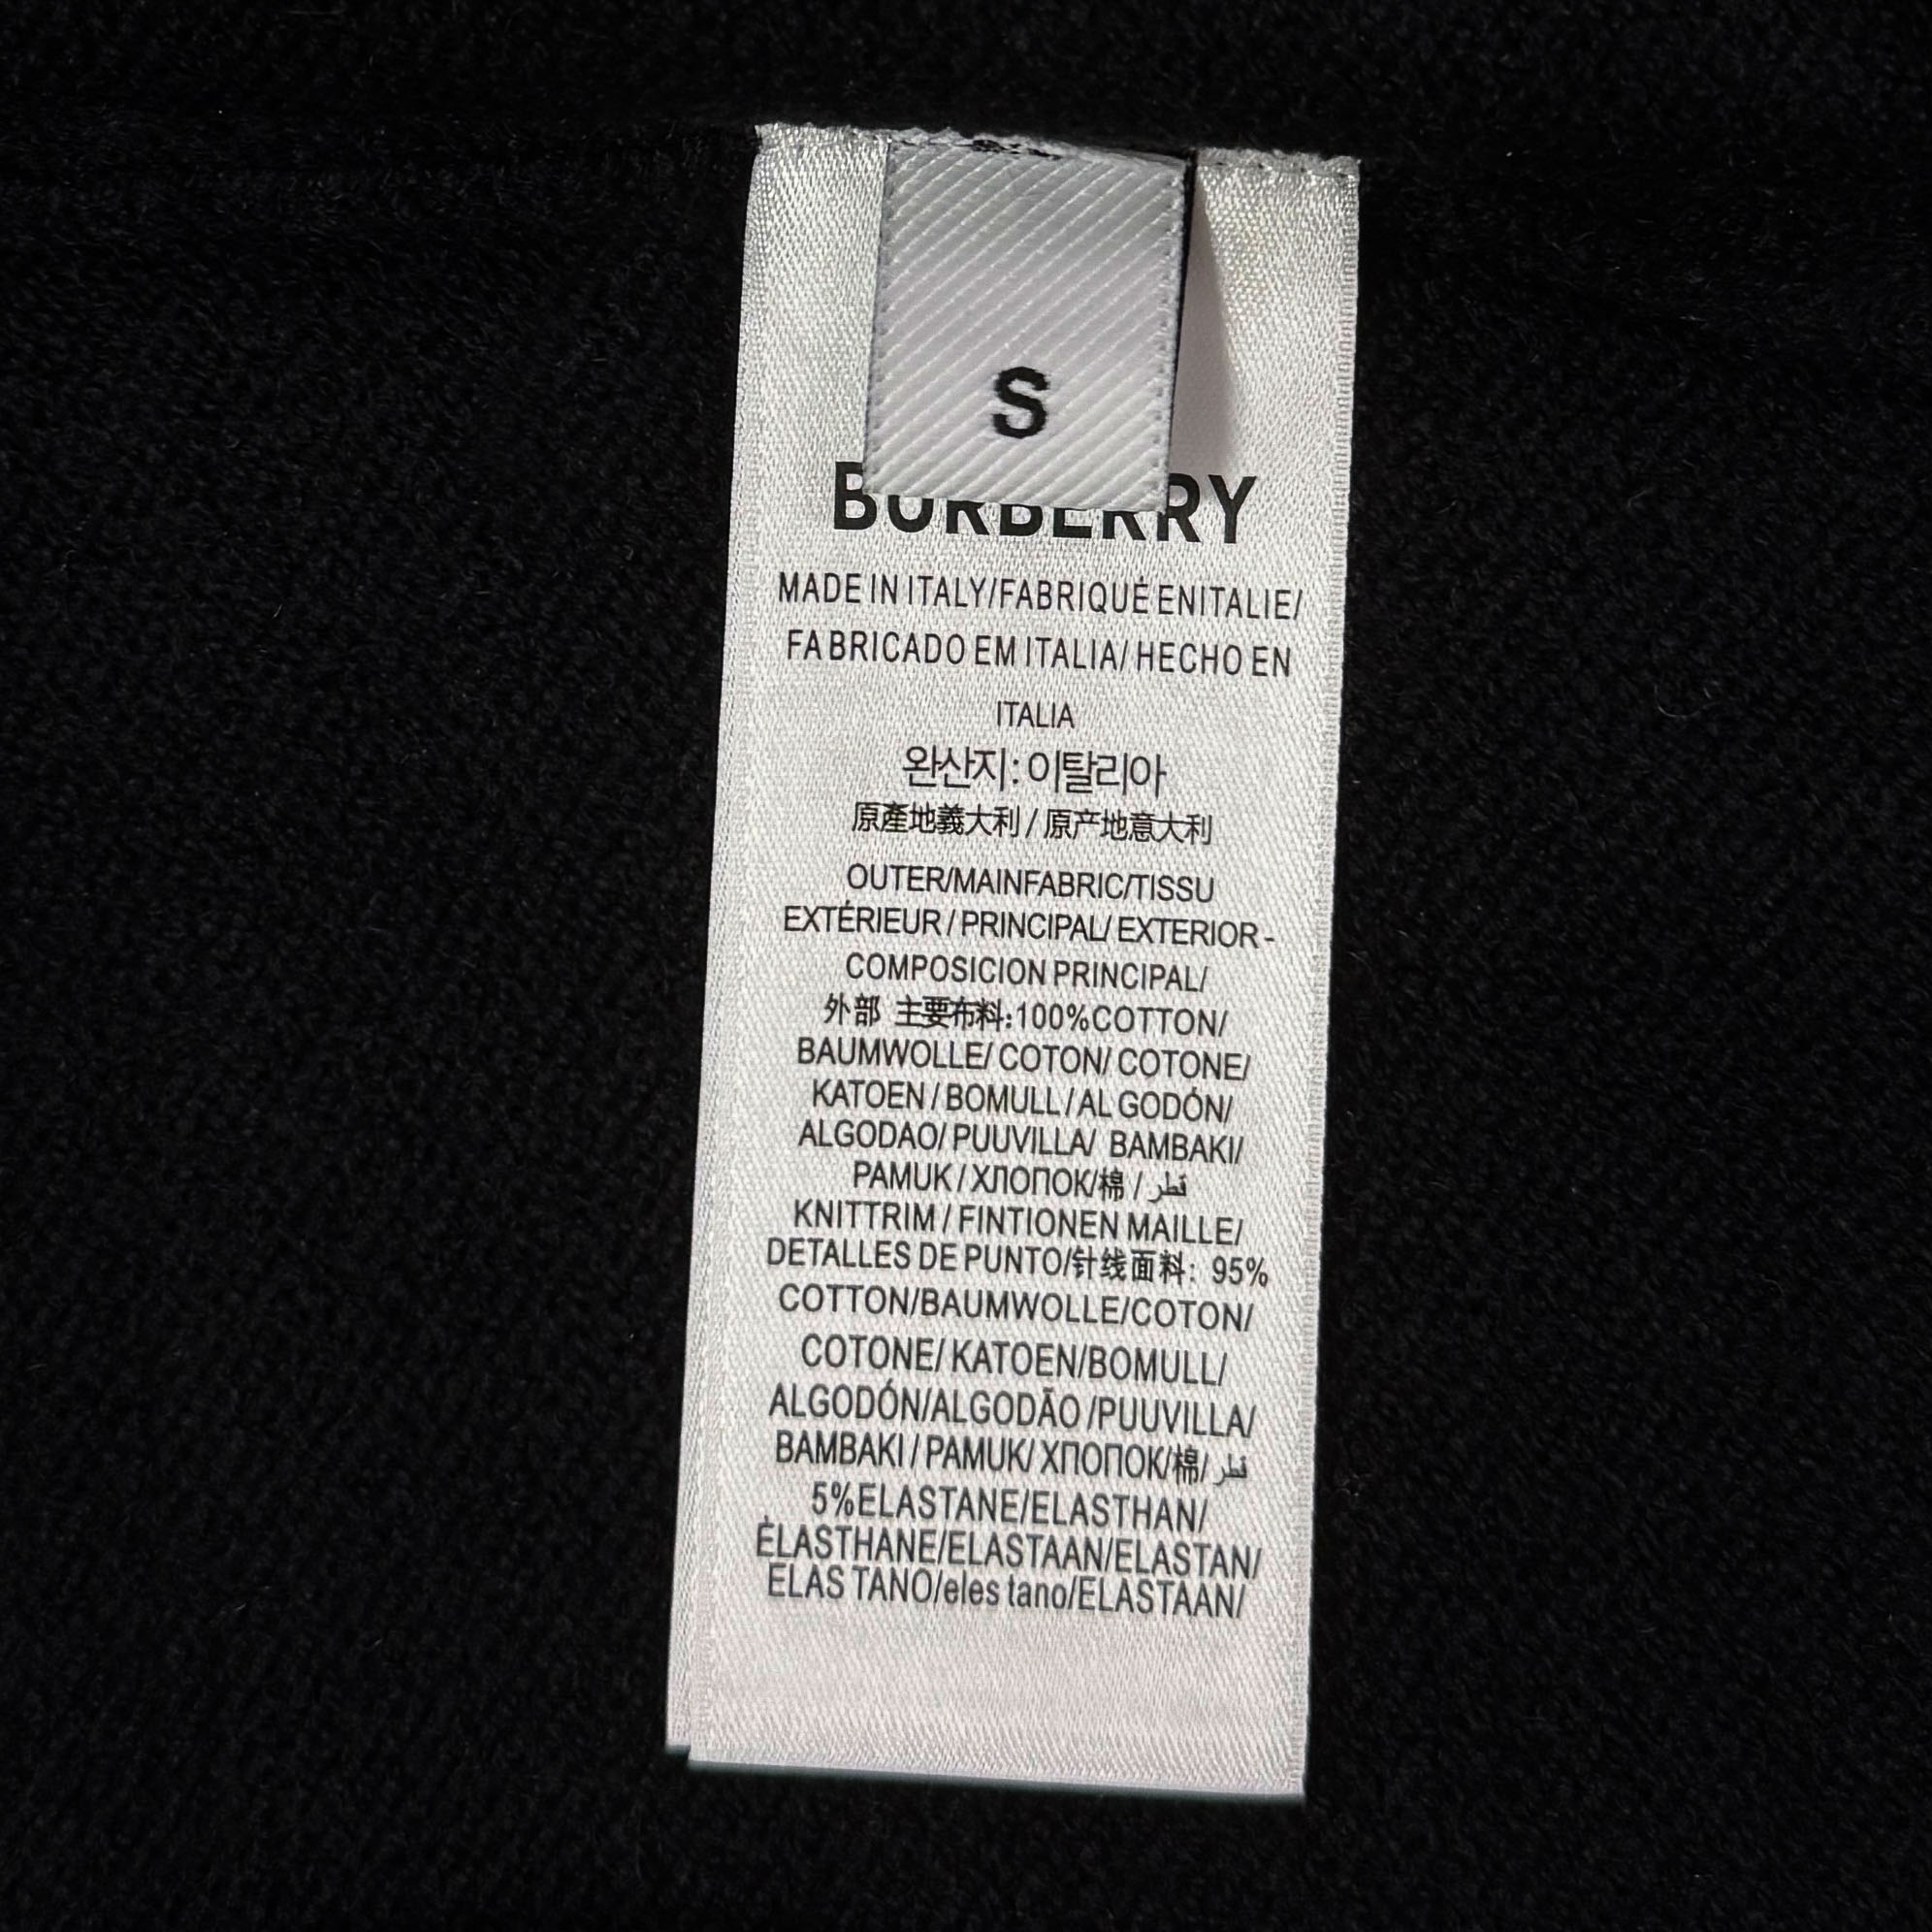 S
BURBERRY
MADE IN ITALY/FABRIQUÉ ENITALIE/
FABRICADO EM ITALIA/ HECHO EN
ITALIA
완산지: 이탈리아
原產地義大利 / 原产地意大利
OUTER/MAINFABRIC/TISSU
EXTÉRIEUR / PRINCIPAL/ EXTERIOR -
COMPOSICION PRINCIPAL/
外部 主要布料:100%COTTON/
BAUMWOLLE/ COTON/ COTONE/
KATOEN / BOMULL / AL GODÓN/
ALGODAO/ PUUVILLA/ BAMBAKI/
PAMUK / XΠOΠOK/棉 / قطر
KNITTRIM / FINTIONEN MAILLE/
DETALLES DE PUNTO/针线面料: 95%
COTTON/BAUMWOLLE/COTON/
COTONE/ KATOEN/BOMULL/
ALGODÓN/ALGODÃO /PUUVILLA/
BAMBAKI / PAMUK/ XΠOΠOK/棉/ قطر
5%ELASTANE/ELASTHAN/
ÈLASTHANE/ELASTAAN/ELASTAN/
ELAS TANO/eles tano/ELASTAAN/